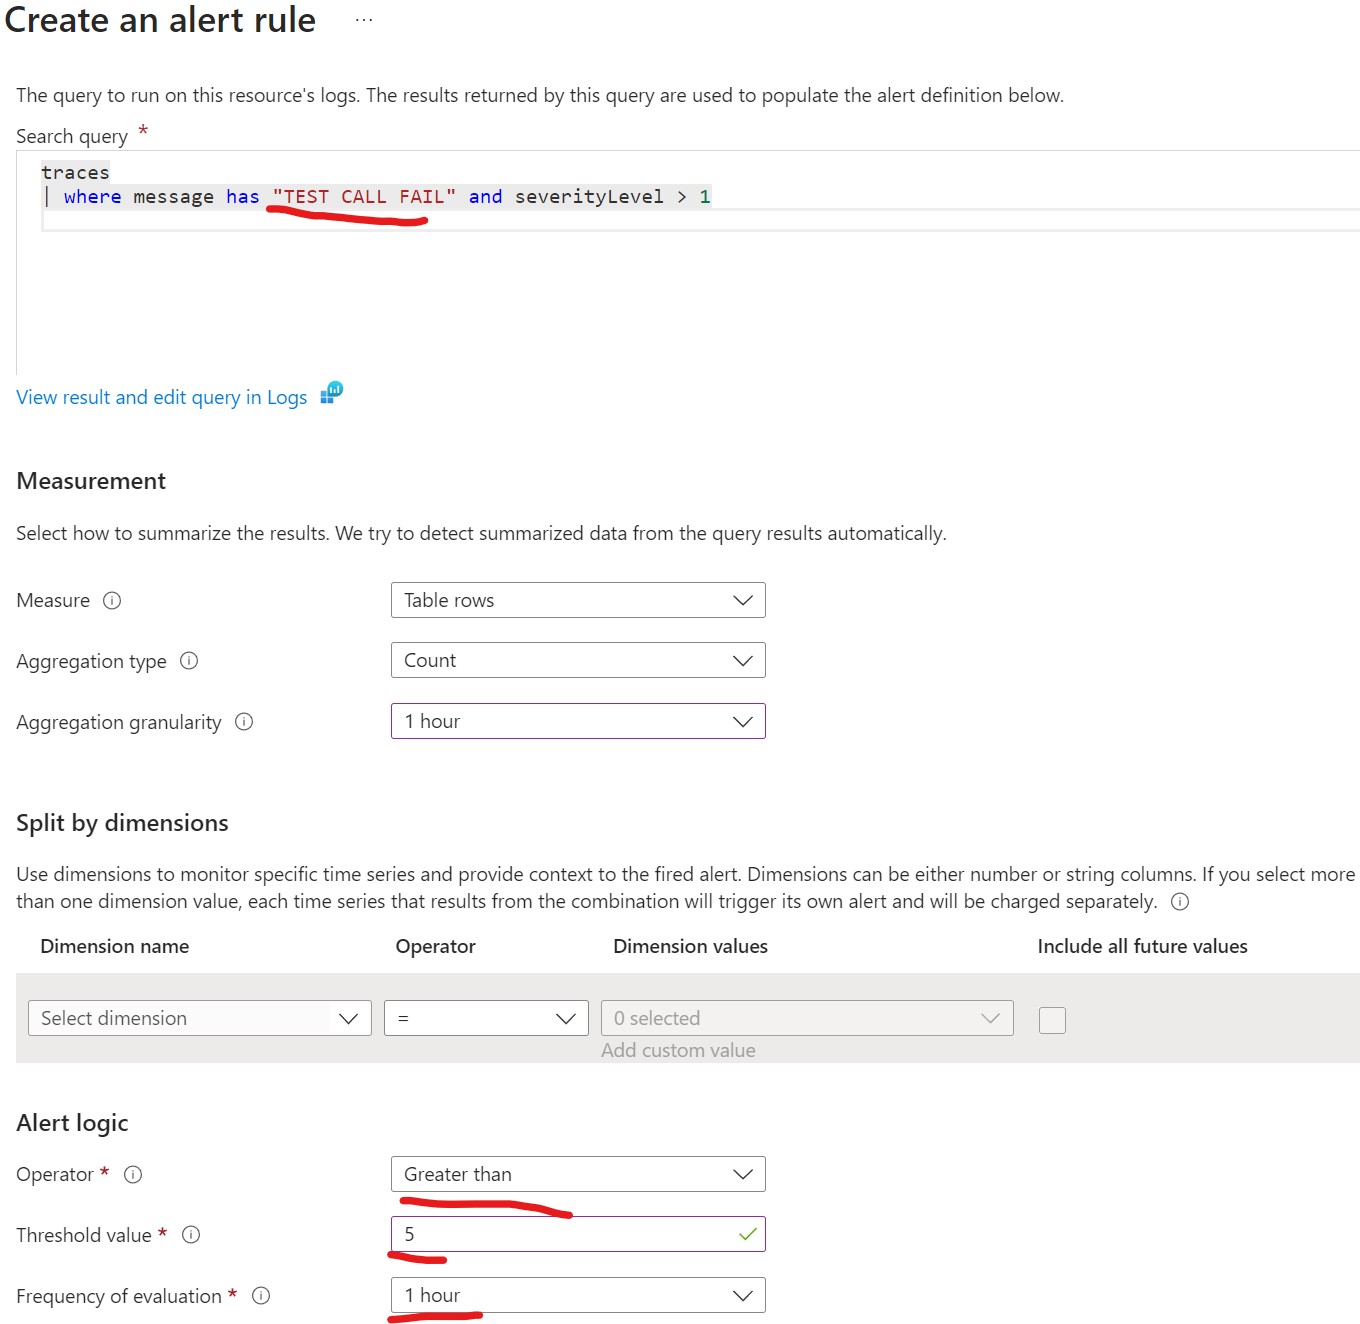 Create an alert rule ...
The query to run on this resource's logs. The results returned by this query are used to populate the alert definition below.
Search query *
traces
| where message has "TEST CALL FAIL" and severityLevel > 1
View result and edit query in Logs
Measurement
Select how to summarize the results. We try to detect summarized data from the query results automatically.
Measure Table rows
Aggregation type Count
Aggregation granularity 1 hour
Split by dimensions
Use dimensions to monitor specific time series and provide context to the fired alert. Dimensions can be either number or string columns. If you select more
than one dimension value, each time series that results from the combination will trigger its own alert and will be charged separately.
Dimension name Operator Dimension values Include all future values
Select dimension = 0 selected
Add custom value
Alert logic
Operator * Greater than
Threshold value * 5
Frequency of evaluation * 1 hour